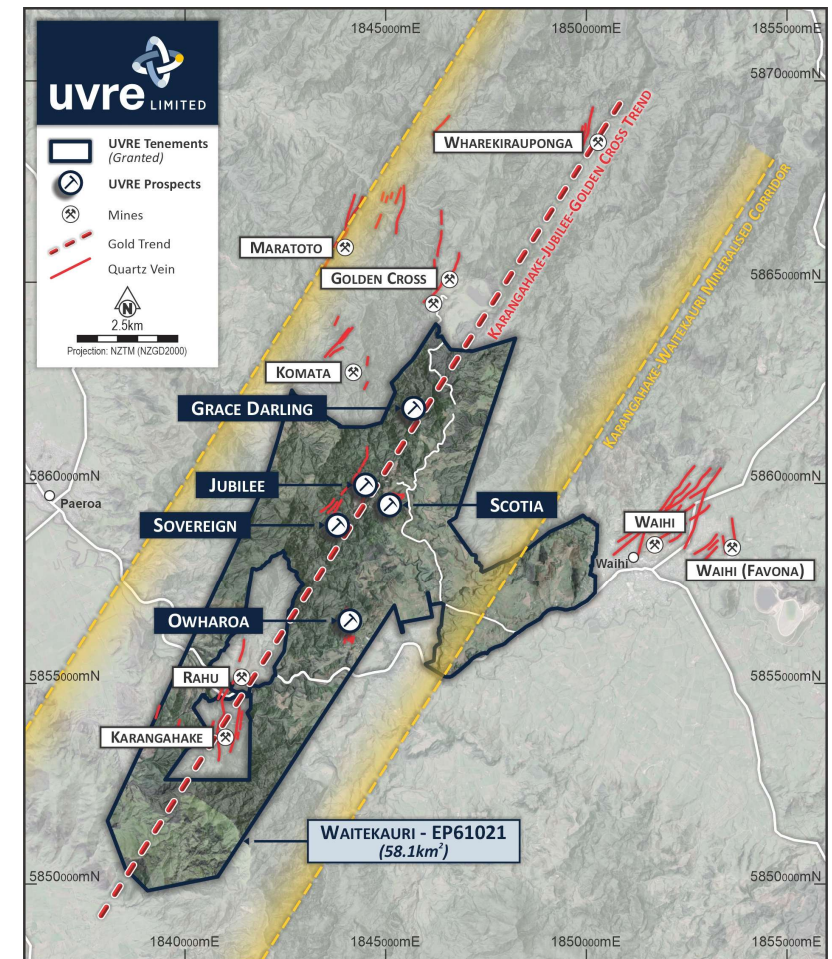 1845000mE
1850000mE
1855000mE
uvre LIMITED
UVRE Tenements
(Granted)
UVRE Prospects
Mines
Gold Trend
Quartz Vein
N
2.5km
Projection: NZTM (NZGD2000)
5870000mN
WHAREKIRAUPONGA
KARANGAHAKE-JUBILEE-GOLDEN CROSS TREND
KARANGAHAKE-WAITEKAURI MINERALISED CORRIDOR
MARATOTO
GOLDEN CROSS
5865000mN
KOMATA
GRACE DARLING
5860000mN
5860000mN
Paeroa
JUBILEE
SCOTIA
SOVEREIGN
WAIHI
Waihi
WAIHI (FAVONA)
OWHAROA
RAHU
5855000mN
5855000mN
KARANGAHAKE
WAITEKAURI - EP61021
(58.1km²)
5850000mN
5850000mN
1840000mE
1845000mE
1850000mE
1855000mE